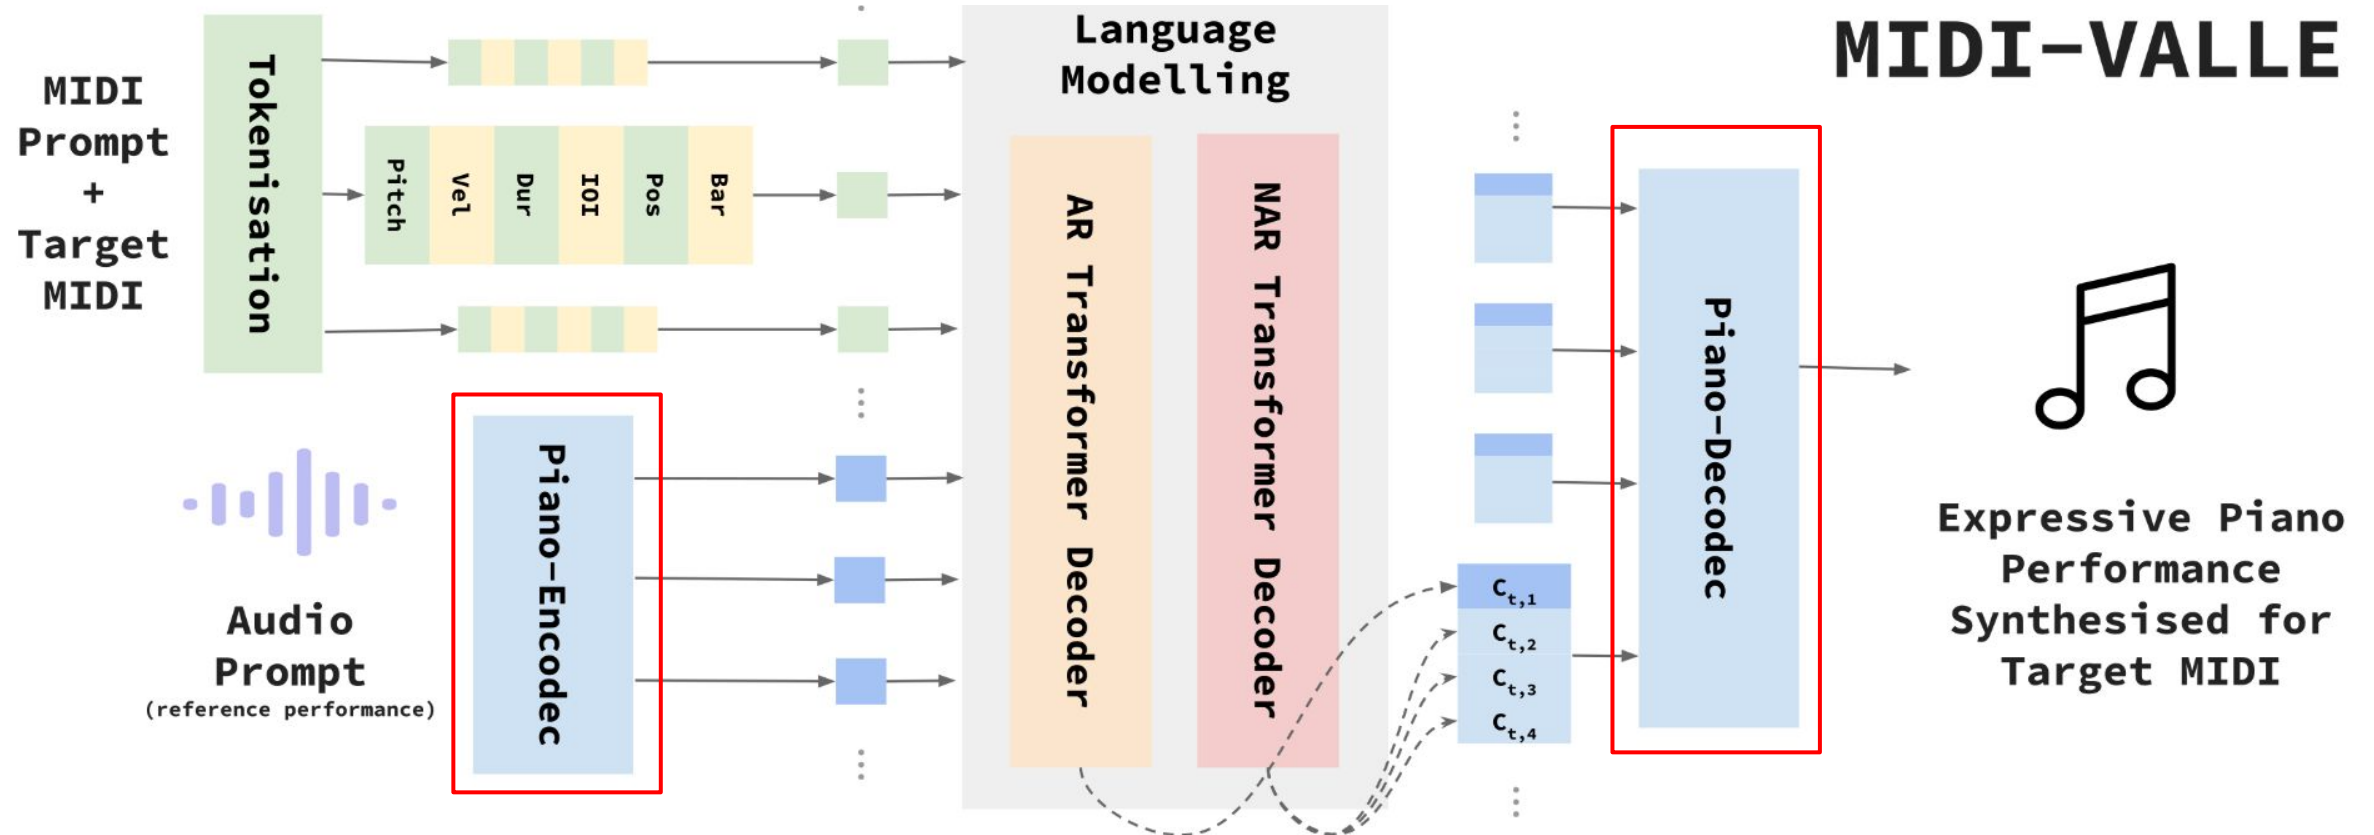 MIDI-VALLE
MIDI
Prompt
+
Target
MIDI
Tokenisation
Pitch
Vel
Dur
IOI
Pos
Bar
Audio
Prompt
(reference performance)
Piano-Encodec
Language
Modelling
AR Transformer Decoder
NAR Transformer Decoder
Ct,1
Ct,2
Ct,3
Ct,4
Piano-Decodec
Expressive Piano
Performance
Synthesised for
Target MIDI